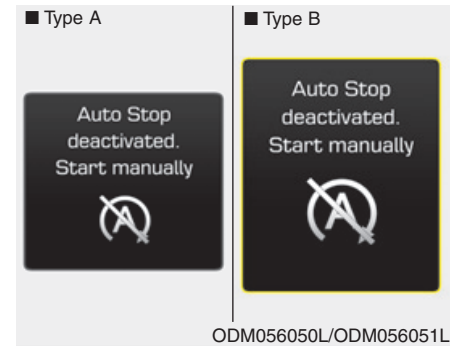 ■ Type A
Auto Stop
deactivated.
Start manually
A
■ Type B
Auto Stop
deactivated.
Start manually
A
ODM056050L/ODM056051L